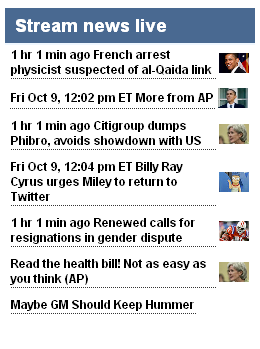 Stream news live
1 hr 1 min ago French arrest
physicist suspected of al-Qaida link
Fri Oct 9, 12:02 pm ET More from AP
1 hr 1 min ago Citigroup dumps
Phibro, avoids showdown with US
Fri Oct 9, 12:04 pm ET Billy Ray
Cyrus urges Miley to return to
Twitter
1 hr 1 min ago Renewed calls for
resignations in gender dispute
Read the health bill! Not as easy as
you think (AP)
Maybe GM Should Keep Hummer